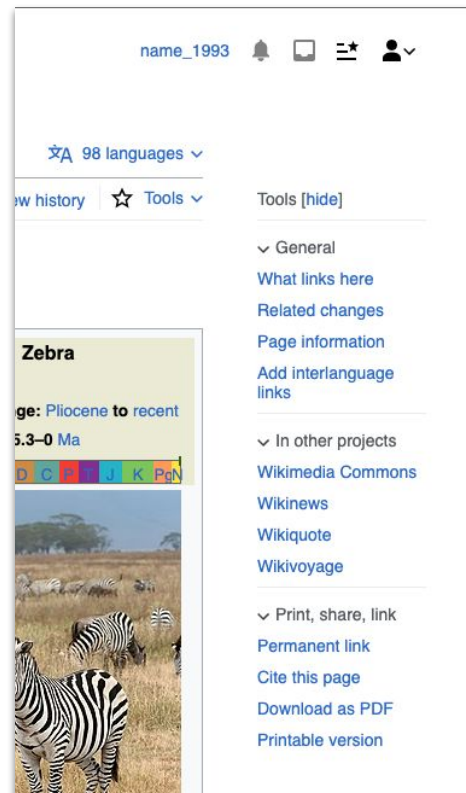 name_1993
98 languages
ew history Tools
Tools [hide]
General
What links here
Related changes
Page information
Add interlanguage
links
In other projects
Wikimedia Commons
Wikinews
Wikiquote
Wikivoyage
Print, share, link
Permanent link
Cite this page
Download as PDF
Printable version
Zebra
ge: Pliocene to recent
5.3–0 Ma
D C P T J K Pg N